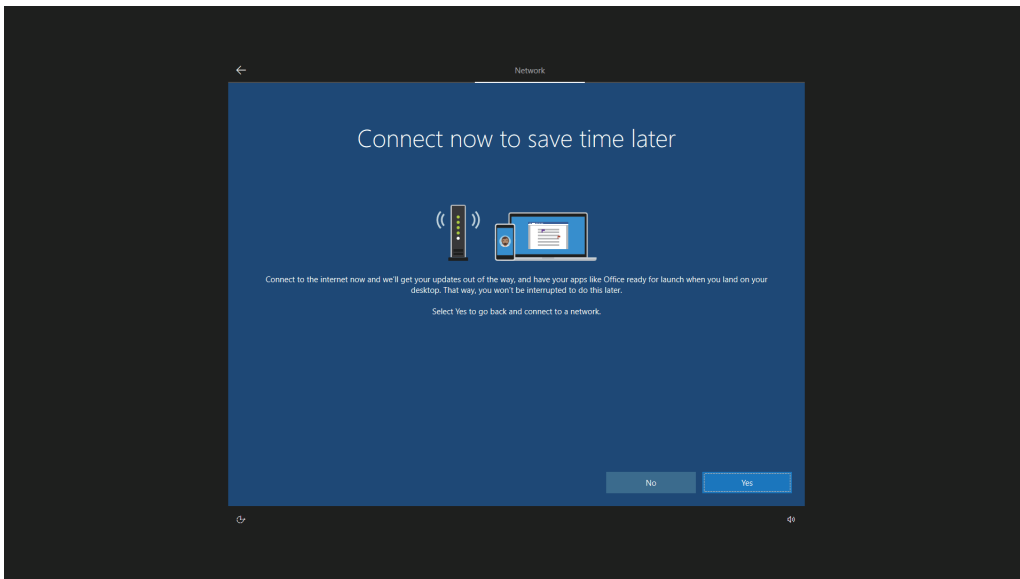 Network
Connect now to save time later
Connect to the internet now and we'll get your updates out of the way, and have your apps like Office ready for launch when you land on your
desktop. That way, you won't be interrupted to do this later.
Select Yes to go back and connect to a network.
No
Yes